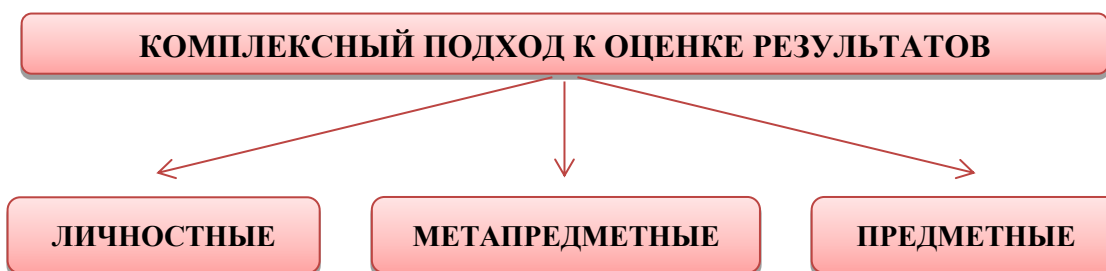 КОМПЛЕКСНЫЙ ПОДХОД К ОЦЕНКЕ РЕЗУЛЬТАТОВ
ЛИЧНОСТНЫЕ
МЕТАПРЕДМЕТНЫЕ
ПРЕДМЕТНЫЕ